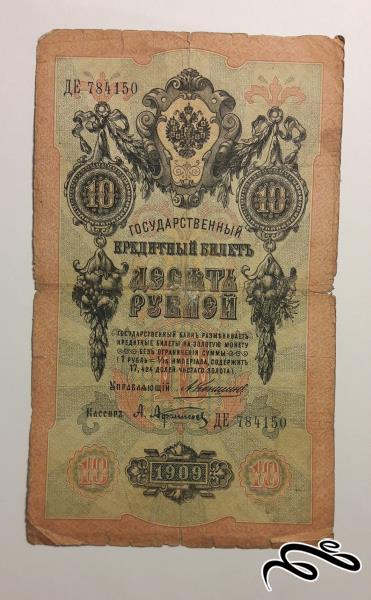 ДЕ 784150
10 10
ГОСУДАРСТВЕННЫЙ
КРЕДИТНЫЙ БИЛЕТЪ
ДЕСЯТЬ
РУБЛЕЙ
ГОСУДАРСТВЕННЫЙ БАНКЪ РАЗМѢНИВАЕТЪ
КРЕДИТНЫЕ БИЛЕТЫ НА ЗОЛОТУЮ МОНЕТУ
БЕЗЪ ОГРАНИЧЕНІЯ СУММЫ
(1 РУБЛЬ = 1/15 ИМПЕРІАЛА, СОДЕРЖИТЪ
17,424 ДОЛЕЙ ЧИСТАГО ЗОЛОТА)
УПРАВЛЯЮЩІЙ
КАССИРЪ
ДЕ 784150
10 1909 10